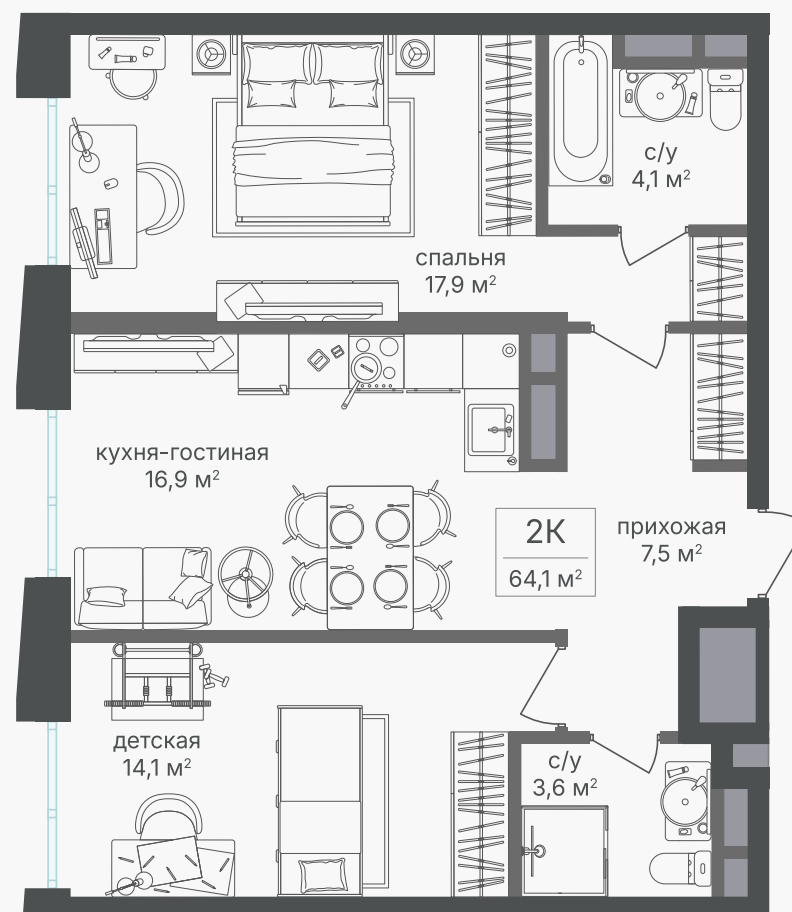 с/у
4,1 м²
спальня
17,9 м²
кухня-гостиная
16,9 м²
2К
64,1 м²
прихожая
7,5 м²
детская
14,1 м²
с/у
3,6 м²